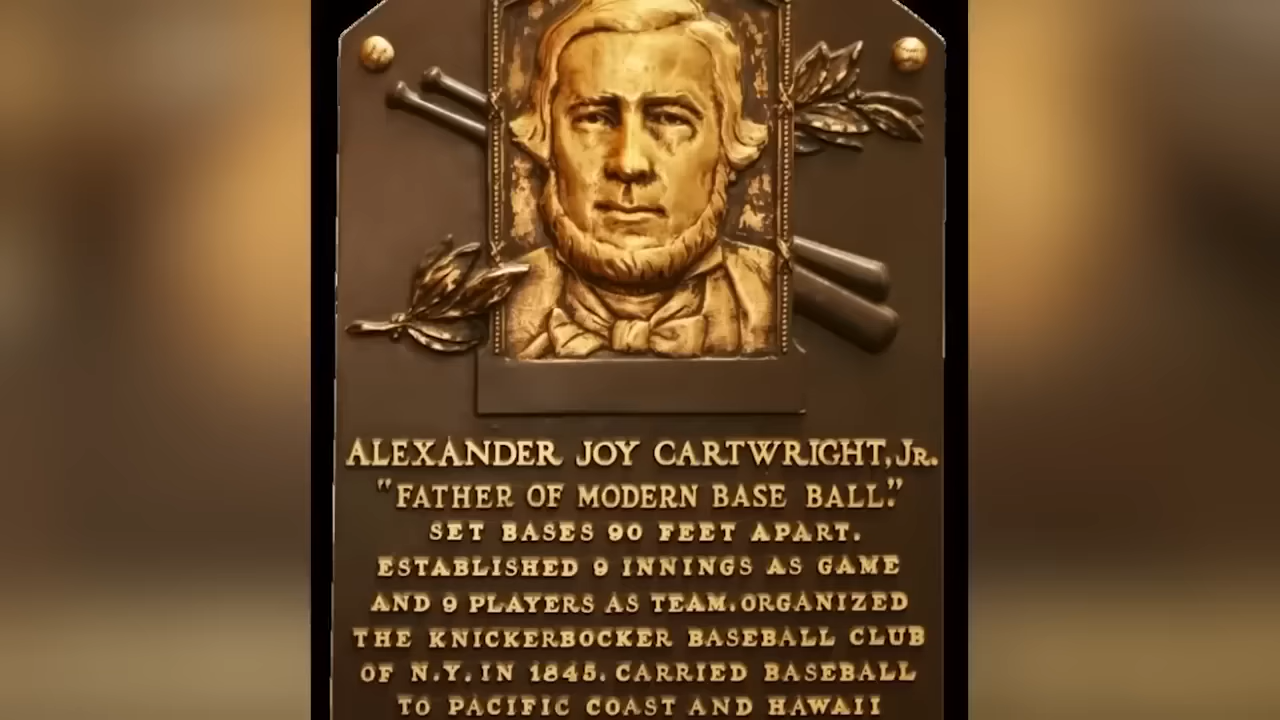 ALEXANDER JOY CARTWRIGHT, JR.
"FATHER OF MODERN BASE BALL."
SET BASES 90 FEET APART.
ESTABLISHED 9 INNINGS AS GAME
AND 9 PLAYERS AS TEAM. ORGANIZED
THE KNICKERBOCKER BASEBALL CLUB
OF N.Y. IN 1845. CARRIED BASEBALL
TO PACIFIC COAST AND HAWAII